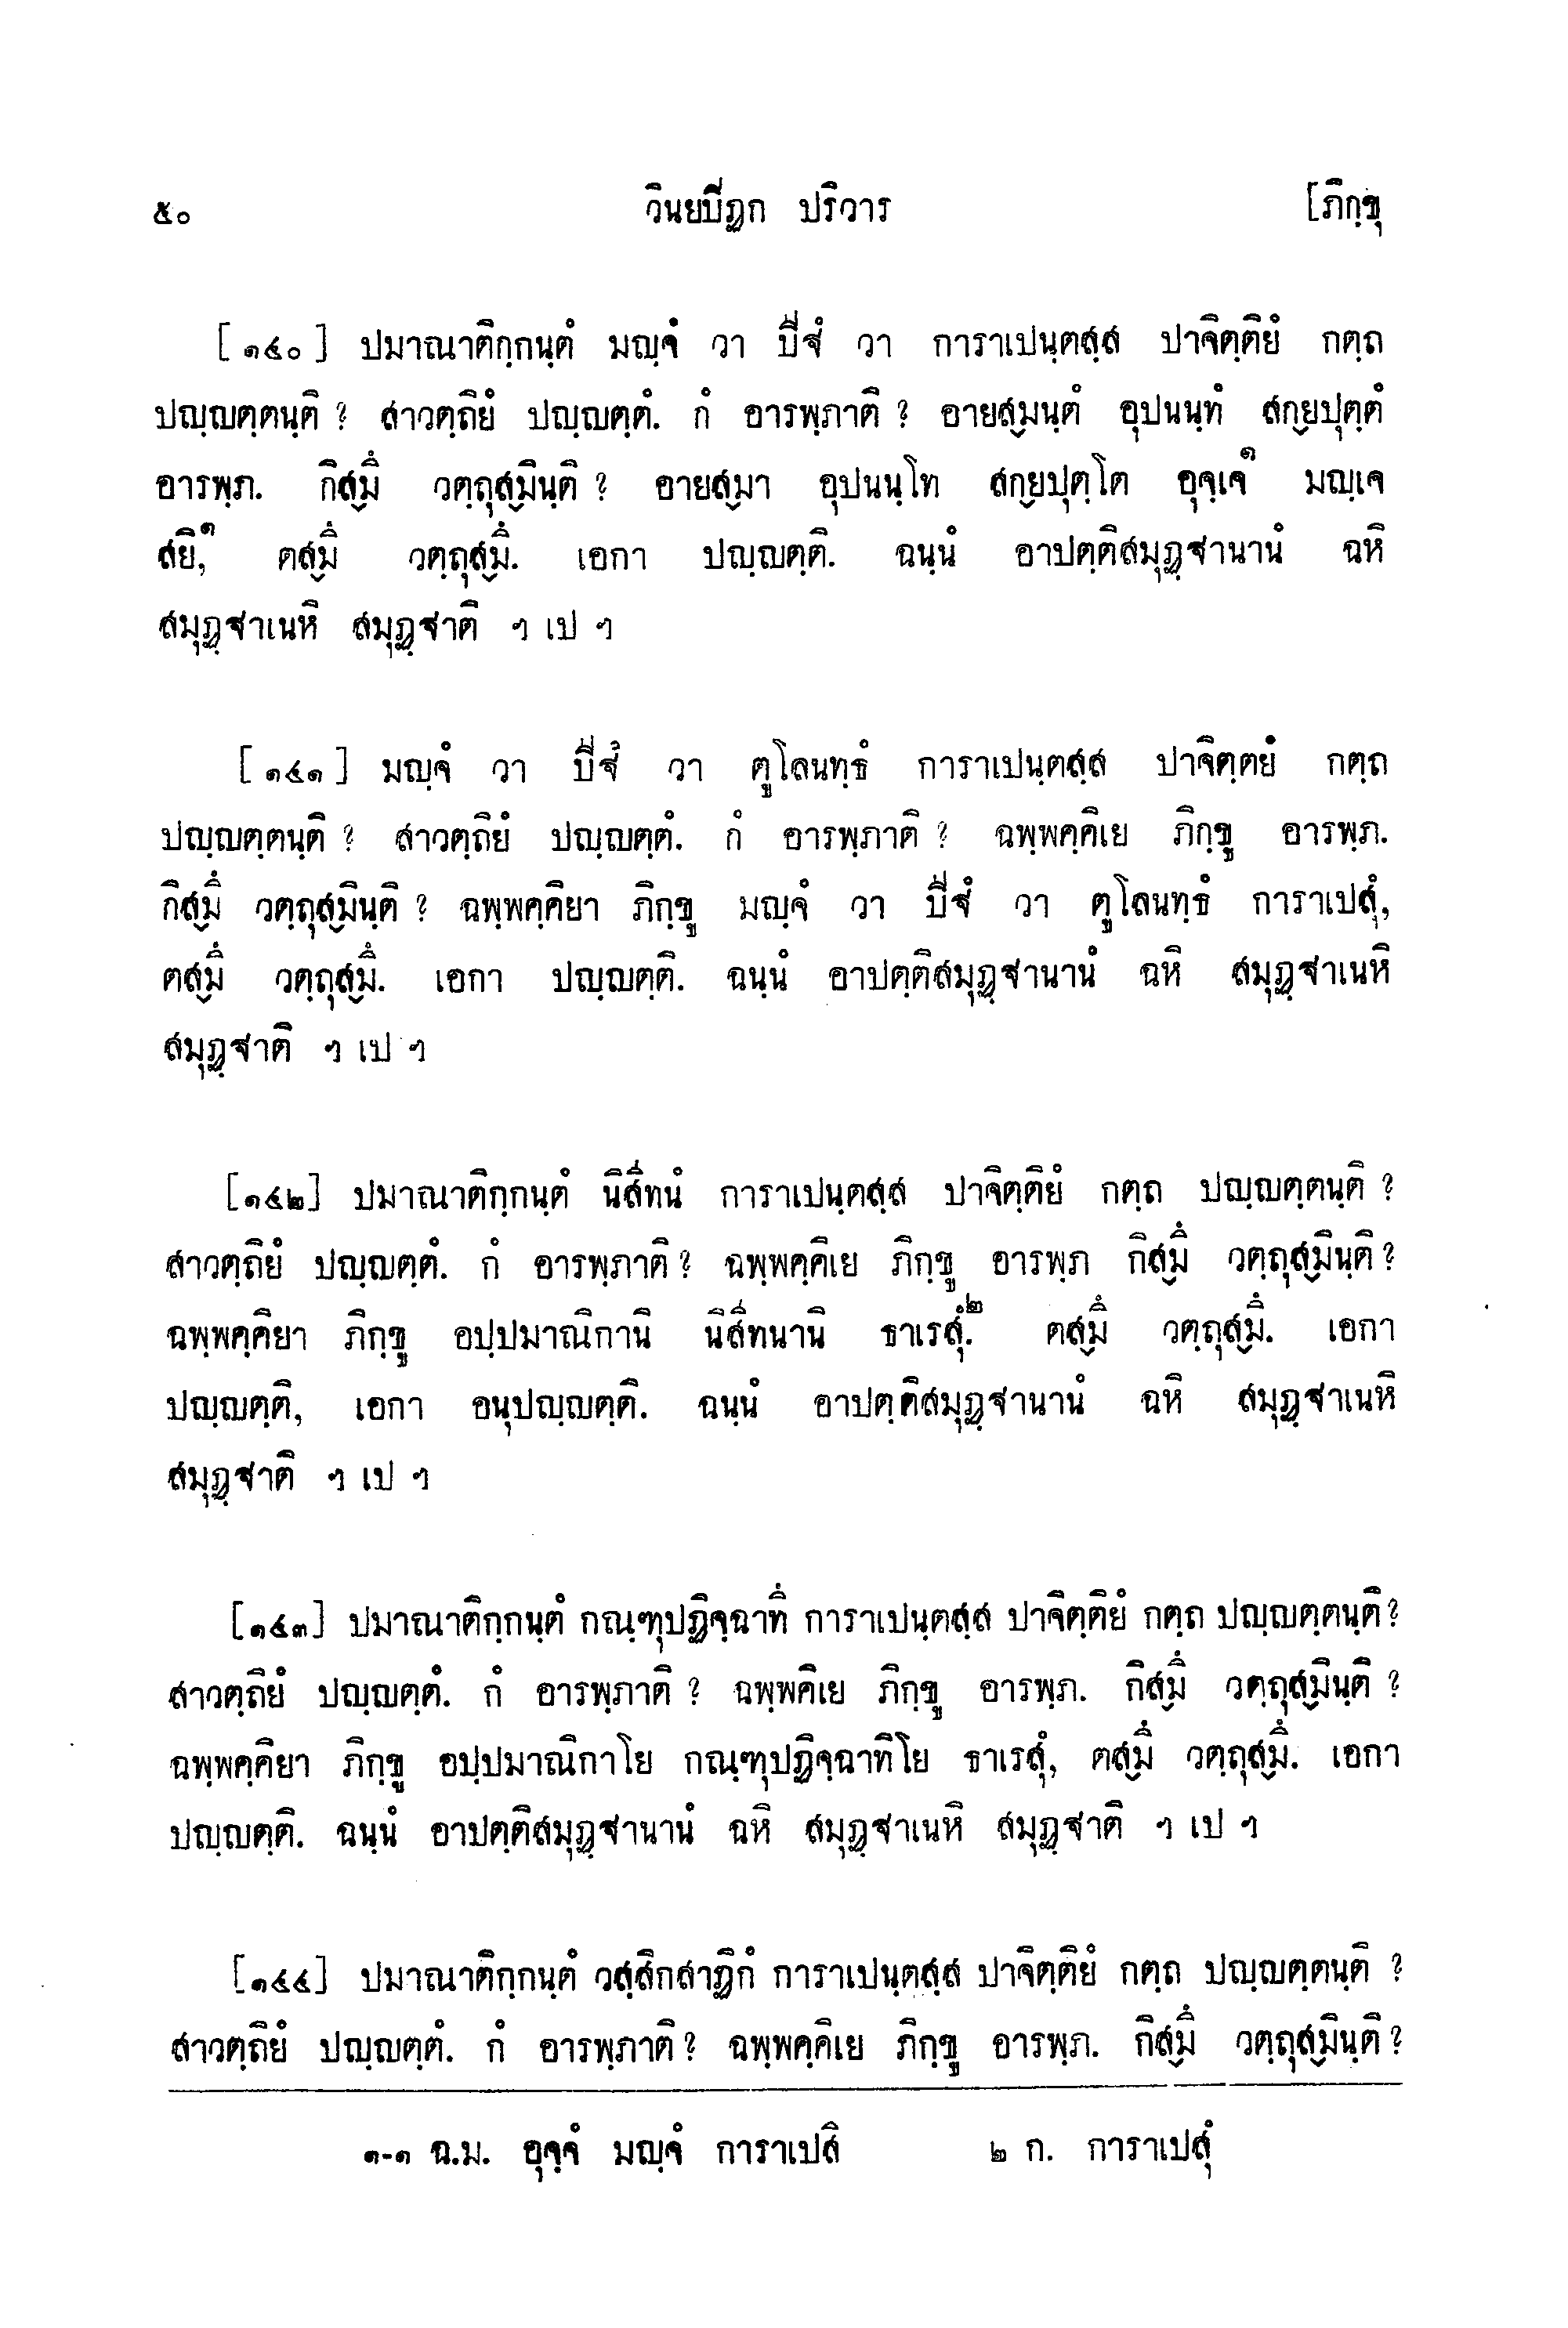 ๕๐ วินยปิฏก ปริวาร [ภิกฺขุ
[๑๔๐] ปมาณาติกฺกนฺตํ มญฺจํ วา ปีฐํ วา การาเปนฺตสฺส ปาจิตฺติยํ กตฺถ
ปญฺญตฺตนฺติ ? สาวตฺถิยํ ปญฺญตฺตํ. กํ อารพฺภาติ ? อายสฺมนฺตํ อุปนนฺทํ สกฺยปุตฺตํ
อารพฺภ. กิสฺมึ วตฺถุสฺมินฺติ ? อายสฺมา อุปนนฺโท สกฺยปุตฺโต อุจฺเจ๑ มญฺเจ
สยิ,๑ ตสฺมึ วตฺถุสฺมึ. เอกา ปญฺญตฺติ. ฉนฺนํ อาปตฺติสมุฏฺฐานานํ ฉหิ
สมุฏฺฐาเนหิ สมุฏฺฐาติ ฯ เป ฯ
[๑๔๑] มญฺจํ วา ปีฐํ วา ตูโลนทฺธํ การาเปนฺตสฺส ปาจิตฺตยํ กตฺถ
ปญฺญตฺตนฺติ ? สาวตฺถิยํ ปญฺญตฺตํ. กํ อารพฺภาติ ? ฉพฺพคฺคิเย ภิกฺขู อารพฺภ.
กิสฺมึ วตฺถุสฺมินฺติ ? ฉพฺพคฺคิยา ภิกฺขู มญฺจํ วา ปีฐํ วา ตูโลนทฺธํ การาเปสุํ,
ตสฺมึ วตฺถุสฺมึ. เอกา ปญฺญตฺติ. ฉนฺนํ อาปตฺติสมุฏฺฐานานํ ฉหิ สมุฏฺฐาเนหิ
สมุฏฺฐาติ ฯ เป ฯ
[๑๔๒] ปมาณาติกฺกนฺตํ นิสีทนํ การาเปนฺตสฺส ปาจิตฺติยํ กตฺถ ปญฺญตฺตนฺติ ?
สาวตฺถิยํ ปญฺญตฺตํ. กํ อารพฺภาติ ? ฉพฺพคฺคิเย ภิกฺขู อารพฺภ กิสฺมึ วตฺถุสฺมินฺติ ?
ฉพฺพคฺคิยา ภิกฺขู อปฺปมาณิกานิ นิสีทนานิ ธาเรสุํ.๒ ตสฺมึ วตฺถุสฺมึ. เอกา
ปญฺญตฺติ, เอกา อนุปญฺญตฺติ. ฉนฺนํ อาปตฺติสมุฏฺฐานานํ ฉหิ สมุฏฺฐาเนหิ
สมุฏฺฐาติ ฯ เป ฯ
[๑๔๓] ปมาณาติกฺกนฺตํ กณฺฑุปฏิจฺฉาทึ การาเปนฺตสฺส ปาจิตฺติยํ กตฺถ ปญฺญตฺตนฺติ ?
สาวตฺถิยํ ปญฺญตฺตํ. กํ อารพฺภาติ ? ฉพฺพคิเย ภิกฺขู อารพฺภ. กิสฺมึ วตฺถุสฺมินฺติ ?
ฉพฺพคฺคิยา ภิกฺขู อปฺปมาณิกาโย กณฺฑุปฏิจฺฉาทิโย ธาเรสุํ, ตสฺมึ วตฺถุสฺมึ. เอกา
ปญฺญตฺติ. ฉนฺนํ อาปตฺติสมุฏฺฐานานํ ฉหิ สมุฏฺฐาเนหิ สมุฏฺฐาติ ฯ เป ฯ
[๑๔๔] ปมาณาติกฺกนฺตํ วสฺสิกสาฏิกํ การาเปนฺตสฺส ปาจิตฺติยํ กตฺถ ปญฺญตฺตนฺติ ?
สาวตฺถิยํ ปญฺญตฺตํ. กํ อารพฺภาติ ? ฉพฺพคฺคิเย ภิกฺขู อารพฺภ. กิสฺมึ วตฺถุสฺมินฺติ ?
๑-๑ ฉ.ม. อุจฺจํ มญฺจํ การาเปสิ ๒ ก. การาเปสุํ